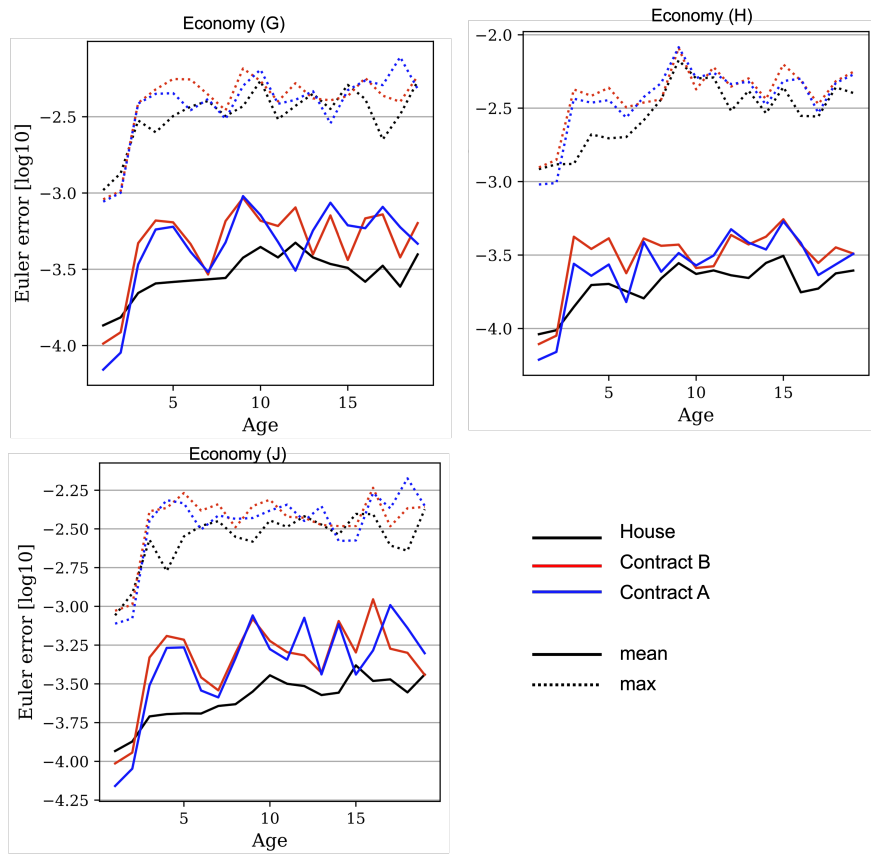 Economy (G)
Euler error [log10]
−2.5
−3.0
−3.5
−4.0
5
10
15
Age
Economy (H)
−2.0
−2.5
−3.0
−3.5
−4.0
5
10
15
Age
Economy (J)
Euler error [log10]
−2.25
−2.50
−2.75
−3.00
−3.25
−3.50
−3.75
−4.00
−4.25
5
10
15
Age
House
Contract B
Contract A
mean
max